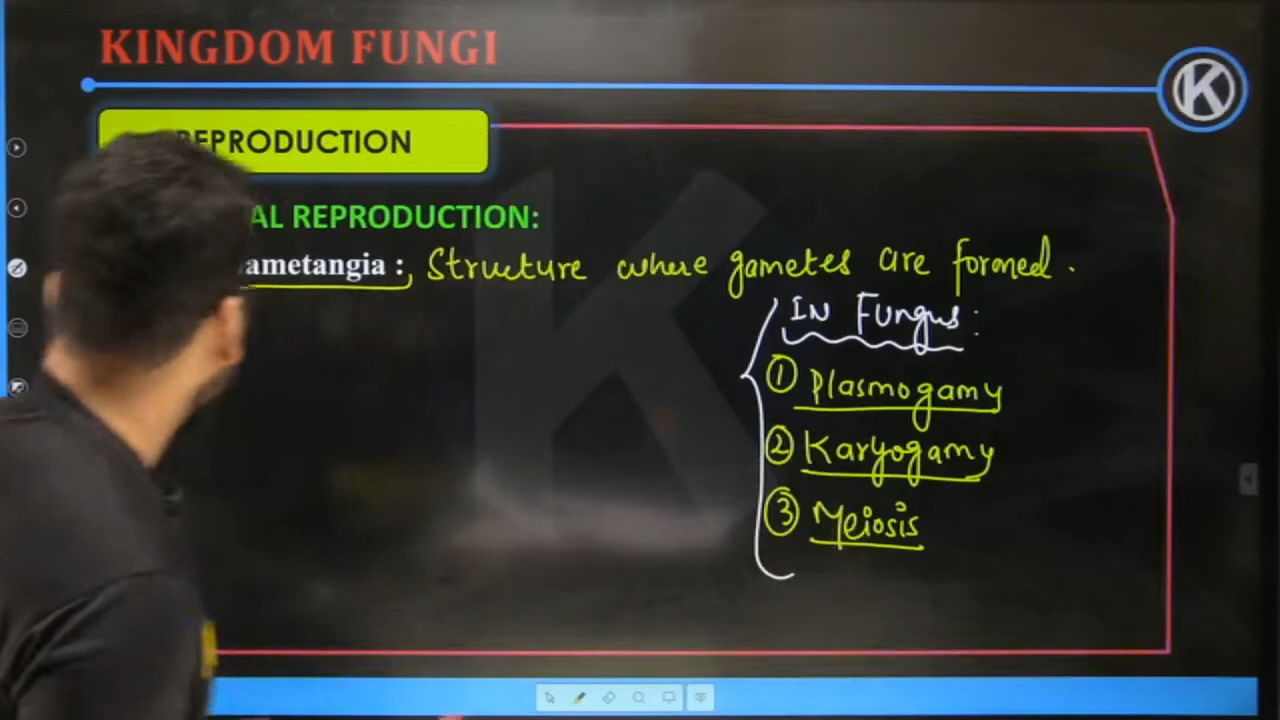 KINGDOM FUNGI
REPRODUCTION
AL REPRODUCTION:
ametangia : Structure where gametes are formed.
IN Fungus:
① Plasmogamy
② Karyogamy
③ Meiosis
K